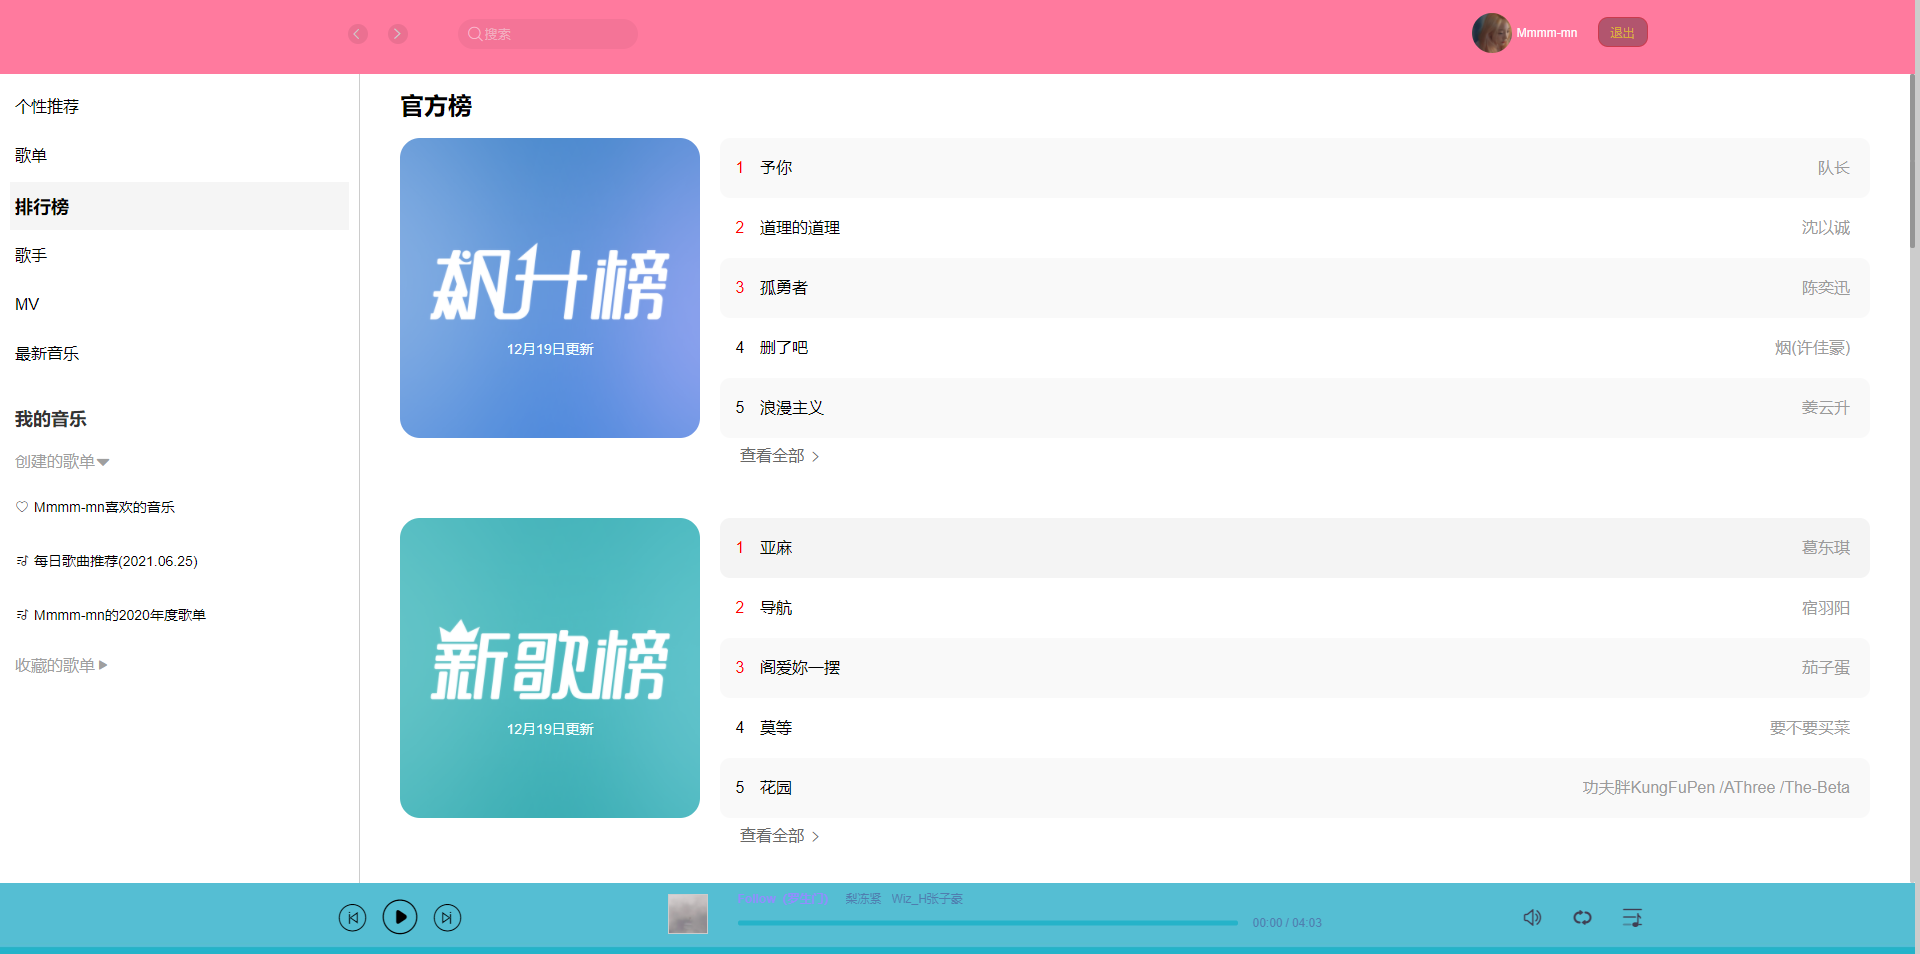 搜索
Mmmm-mn
退出
个性推荐
歌单
排行榜
歌手
MV
最新音乐
我的音乐
创建的歌单
Mmmm-mn喜欢的音乐
每日歌曲推荐(2021.06.25)
Mmmm-mn的2020年度歌单
收藏的歌单
官方榜
飙升榜
12月19日更新
1 予你 队长
2 道理的道理 沈以诚
3 孤勇者 陈奕迅
4 删了吧 烟(许佳豪)
5 浪漫主义 姜云升
查看全部
新歌榜
12月19日更新
1 亚麻 葛东琪
2 导航 宿羽阳
3 阁爱妳一摆 茄子蛋
4 莫等 要不要买菜
5 花园 功夫胖KungFuPen /AThree /The-Beta
查看全部
梨冻紧 Wiz_H张子豪
00:00 / 04:03